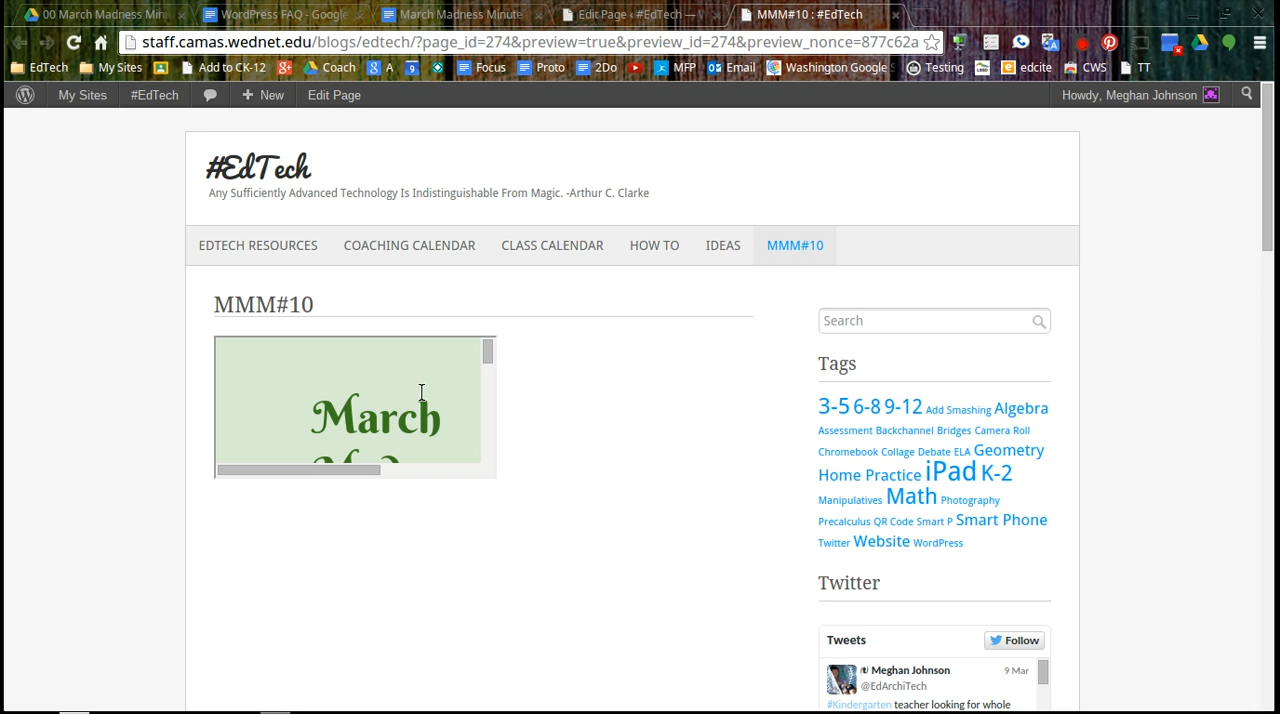 00 March Madness Min
WordPress FAQ - Google
March Madness Minute
Edit Page ‹ #EdTech — W
MMM#10 : #EdTech
staff.camas.wednet.edu/blogs/edtech/?page_id=274&preview=true&preview_id=274&preview_nonce=877c62a
EdTech My Sites Add to CK-12 Coach A Focus Proto 2Do MFP Email Washington Google Testing edcite CWS TT
My Sites #EdTech + New Edit Page Howdy, Meghan Johnson
#EdTech
Any Sufficiently Advanced Technology Is Indistinguishable From Magic. -Arthur C. Clarke
EDTECH RESOURCES COACHING CALENDAR CLASS CALENDAR HOW TO IDEAS MMM#10
MMM#10
March
Search
Tags
3-5 6-8 9-12 Add Smashing Algebra
Assessment Backchannel Bridges Camera Roll
Chromebook Collage Debate ELA Geometry
Home Practice iPad K-2
Manipulatives Math Photography
Precalculus QR Code Smart P Smart Phone
Twitter Website WordPress
Twitter
Tweets Follow
Meghan Johnson 9 Mar
@EdArchiTech
#Kindergarten teacher looking for whole